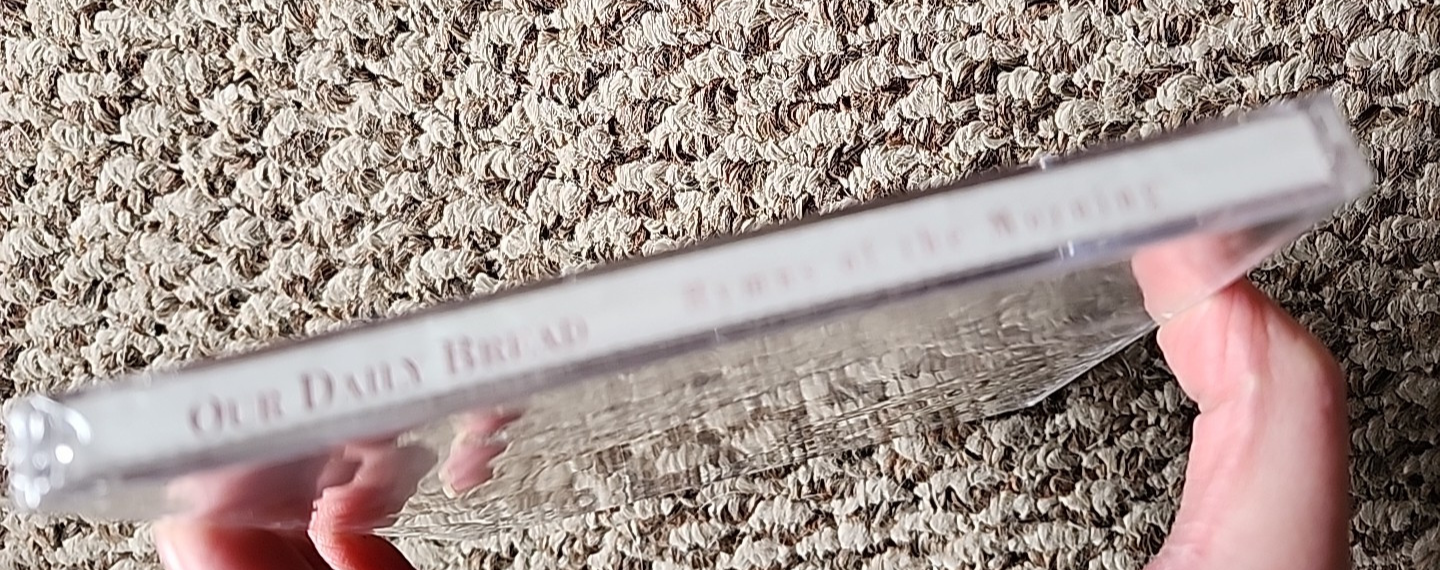 OUR DAILY BREAD Hymns of the Morning